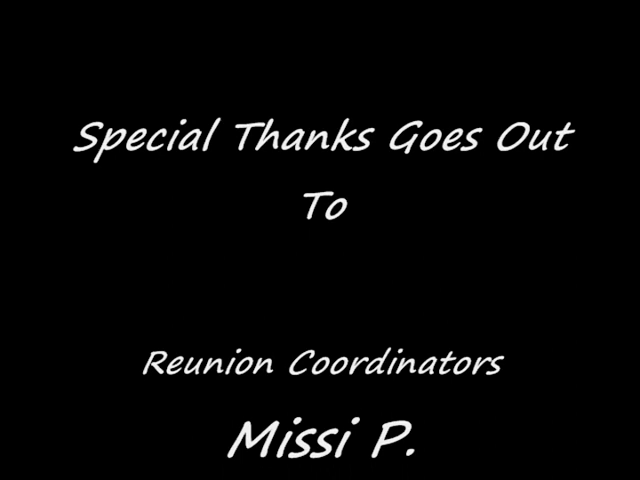 Special Thanks Goes Out
To
Reunion Coordinators
Missi P.